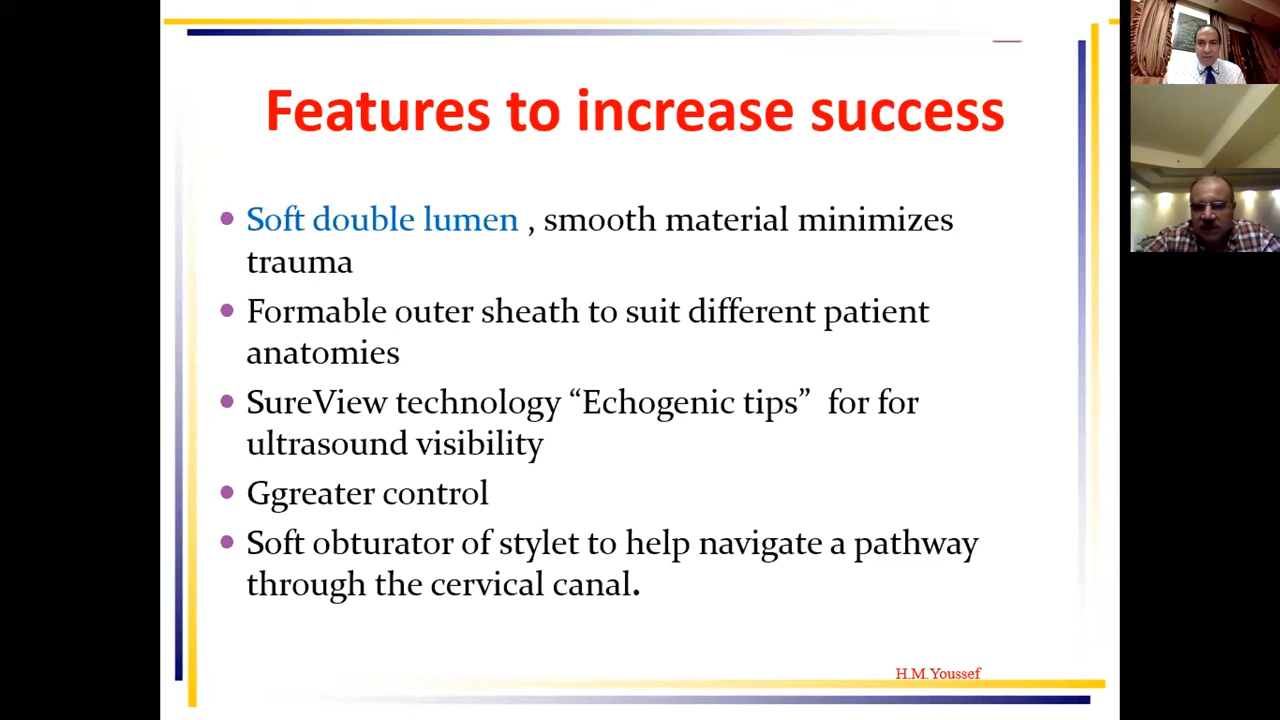 Features to increase success
Soft double lumen , smooth material minimizes
trauma
Formable outer sheath to suit different patient
anatomies
SureView technology “Echogenic tips”  for for
ultrasound visibility
Ggreater control
Soft obturator of stylet to help navigate a pathway
through the cervical canal.
H.M.Youssef